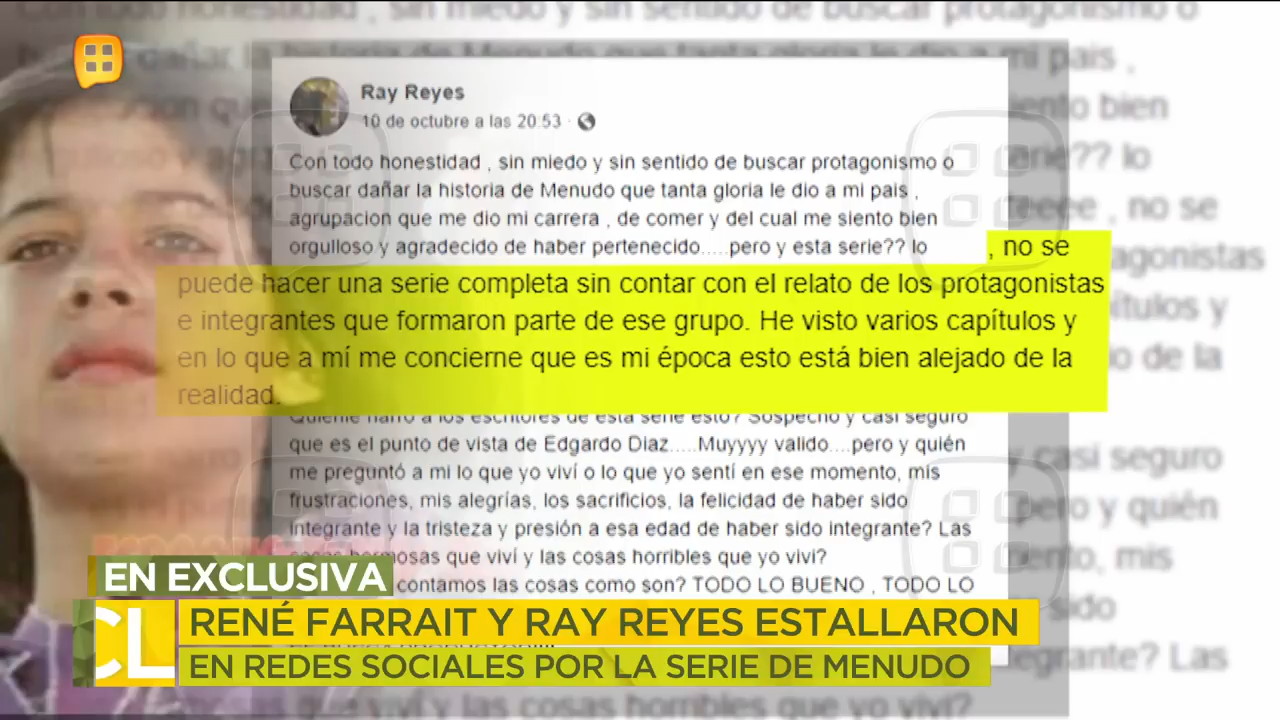 Ray Reyes
10 de octubre a las 20:53 ·
Con todo honestidad , sin miedo y sin sentido de buscar protagonismo o
buscar dañar la historia de Menudo que tanta gloria le dio a mi pais ,
agrupacion que me dio mi carrera , de comer y del cual me siento bien
orgulloso y agradecido de haber pertenecido.....pero y esta serie?? lo
, no se
puede hacer una serie completa sin contar con el relato de los protagonistas
e integrantes que formaron parte de ese grupo. He visto varios capítulos y
en lo que a mí me concierne que es mi época esto está bien alejado de la
realidad.
que es el punto de vista de Edgardo Diaz....Muyyyy valido....pero y quién
me preguntó a mi lo que yo viví o lo que yo sentí en ese momento, mis
frustraciones, mis alegrías, los sacrificios, la felicidad de haber sido
integrante y la tristeza y presión a esa edad de haber sido integrante? Las
cosas hermosas que viví y las cosas horribles que yo vivi?
contamos las cosas como son? TODO LO BUENO , TODO LO
EN EXCLUSIVA
CL
RENÉ FARRAIT Y RAY REYES ESTALLARON
EN REDES SOCIALES POR LA SERIE DE MENUDO